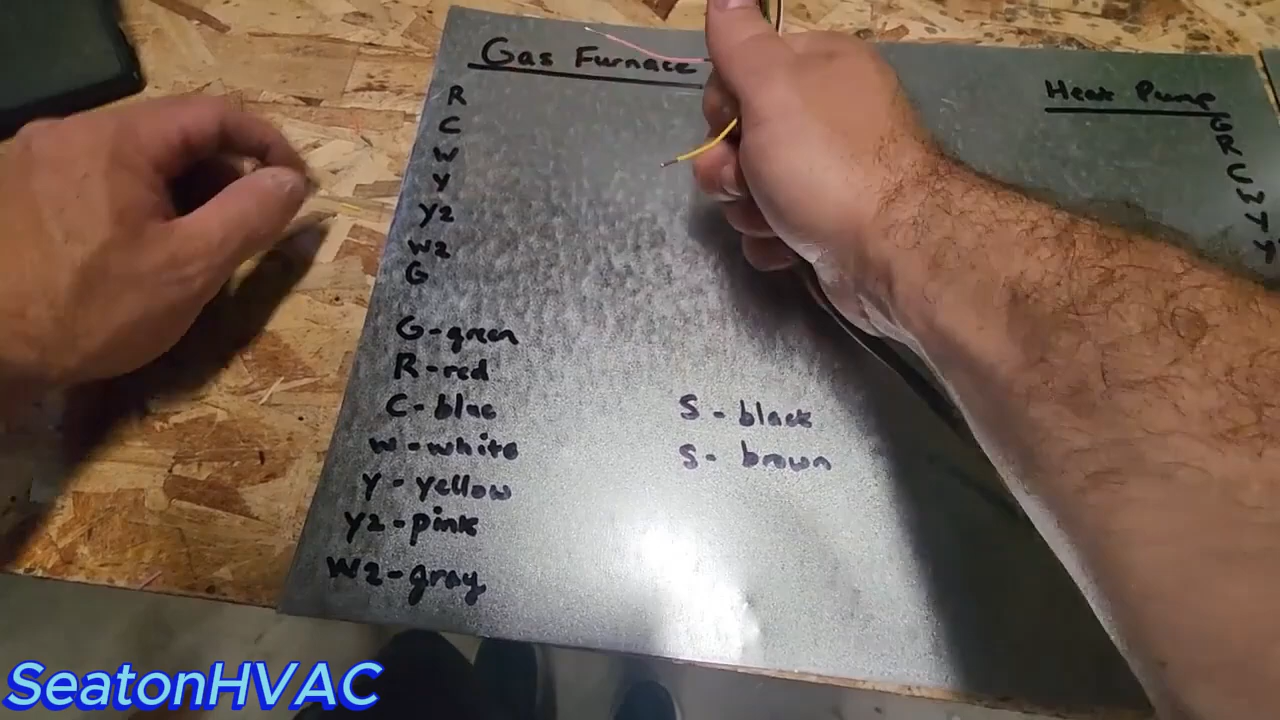 Gas Furnace
R
C
W
Y
Y2
W2
G
G-green
R-red
C-blue
W-white
Y-yellow
Y2-pink
W2-gray
S-black
S-brown
Heat Pump
G
R
C
W
Y
Y
SeatonHVAC